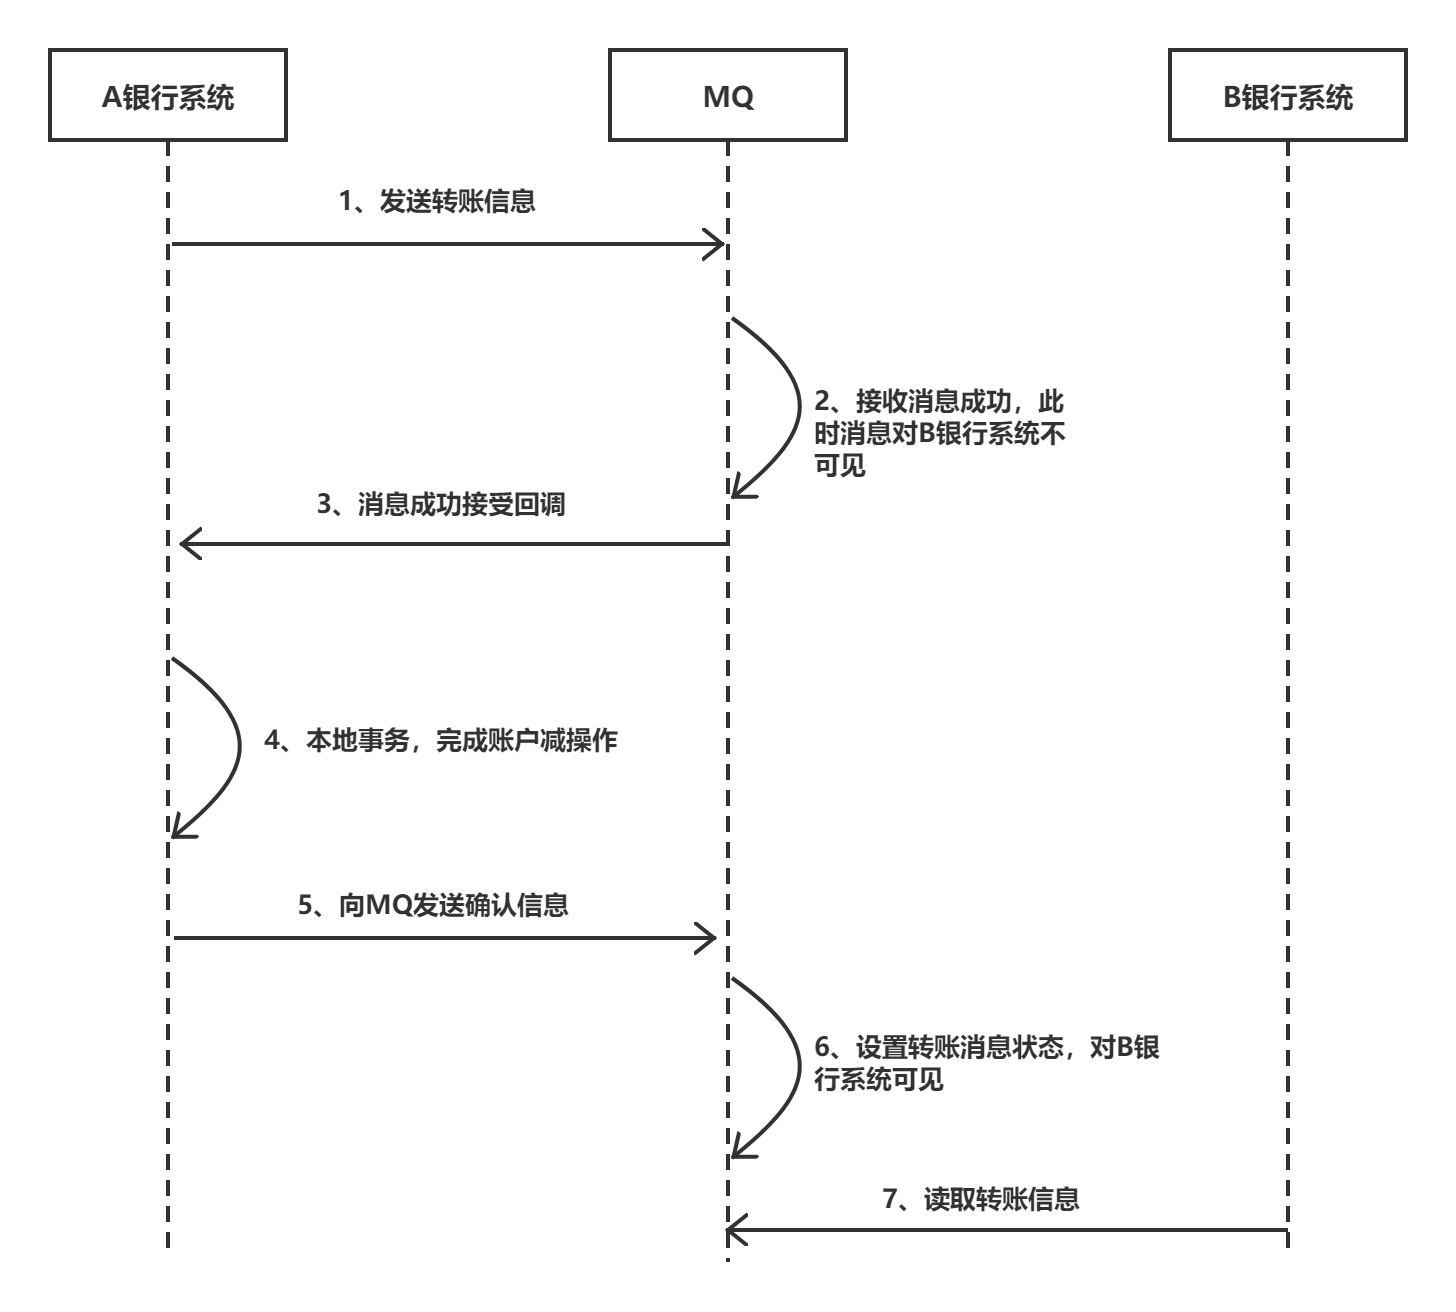 A银行系统
MQ
B银行系统
1、发送转账信息
2、接收消息成功，此
时消息对B银行系统不
可见
3、消息成功接受回调
4、本地事务，完成账户减操作
5、向MQ发送确认信息
6、设置转账消息状态，对B银
行系统可见
7、读取转账信息